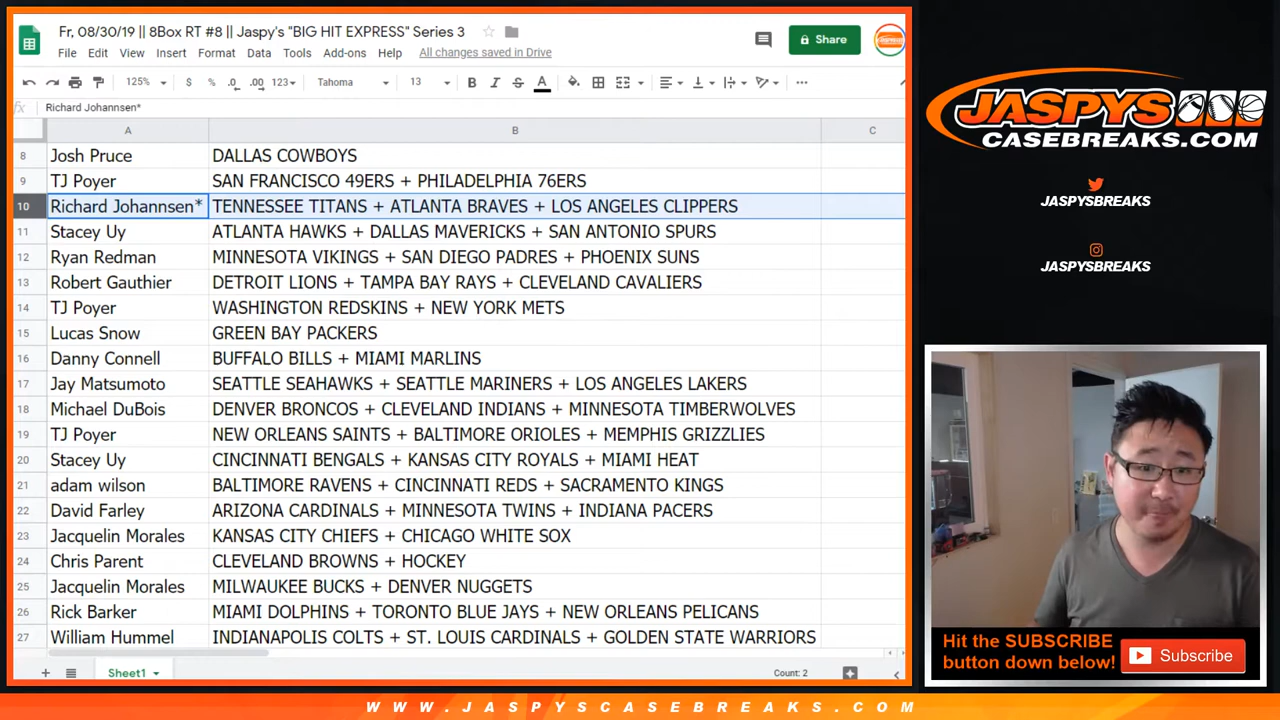 Fr, 08/30/19 || 8Box RT #8 || Jaspy's "BIG HIT EXPRESS" Series 3
File Edit View Insert Format Data Tools Add-ons Help All changes saved in Drive
Share
125% $ % .0 .00 123 Tahoma 13 B I S A
fx Richard Johannsen*
A B C
8 Josh Pruce DALLAS COWBOYS
9 TJ Poyer SAN FRANCISCO 49ERS + PHILADELPHIA 76ERS
10 Richard Johannsen* TENNESSEE TITANS + ATLANTA BRAVES + LOS ANGELES CLIPPERS
11 Stacey Uy ATLANTA HAWKS + DALLAS MAVERICKS + SAN ANTONIO SPURS
12 Ryan Redman MINNESOTA VIKINGS + SAN DIEGO PADRES + PHOENIX SUNS
13 Robert Gauthier DETROIT LIONS + TAMPA BAY RAYS + CLEVELAND CAVALIERS
14 TJ Poyer WASHINGTON REDSKINS + NEW YORK METS
15 Lucas Snow GREEN BAY PACKERS
16 Danny Connell BUFFALO BILLS + MIAMI MARLINS
17 Jay Matsumoto SEATTLE SEAHAWKS + SEATTLE MARINERS + LOS ANGELES LAKERS
18 Michael DuBois DENVER BRONCOS + CLEVELAND INDIANS + MINNESOTA TIMBERWOLVES
19 TJ Poyer NEW ORLEANS SAINTS + BALTIMORE ORIOLES + MEMPHIS GRIZZLIES
20 Stacey Uy CINCINNATI BENGALS + KANSAS CITY ROYALS + MIAMI HEAT
21 adam wilson BALTIMORE RAVENS + CINCINNATI REDS + SACRAMENTO KINGS
22 David Farley ARIZONA CARDINALS + MINNESOTA TWINS + INDIANA PACERS
23 Jacquelin Morales KANSAS CITY CHIEFS + CHICAGO WHITE SOX
24 Chris Parent CLEVELAND BROWNS + HOCKEY
25 Jacquelin Morales MILWAUKEE BUCKS + DENVER NUGGETS
26 Rick Barker MIAMI DOLPHINS + TORONTO BLUE JAYS + NEW ORLEANS PELICANS
27 William Hummel INDIANAPOLIS COLTS + ST. LOUIS CARDINALS + GOLDEN STATE WARRIORS
Sheet1 Count: 2
JASPYS
CASEBREAKS.COM
JASPYSBREAKS
JASPYSBREAKS
Hit the SUBSCRIBE
button down below!
Subscribe
WWW.JASPYSCASEBREAKS.COM